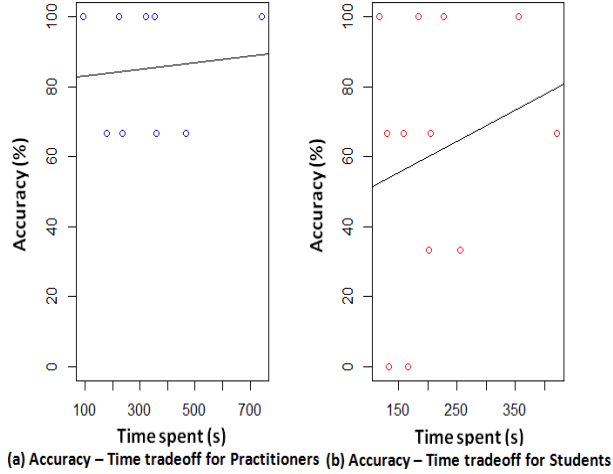 100
80
60
40
20
0
Accuracy (%)
100 300 500 700
Time spent (s)
(a) Accuracy – Time tradeoff for Practitioners
100
80
60
40
20
0
Accuracy (%)
150 250 350
Time spent (s)
(b) Accuracy – Time tradeoff for Students